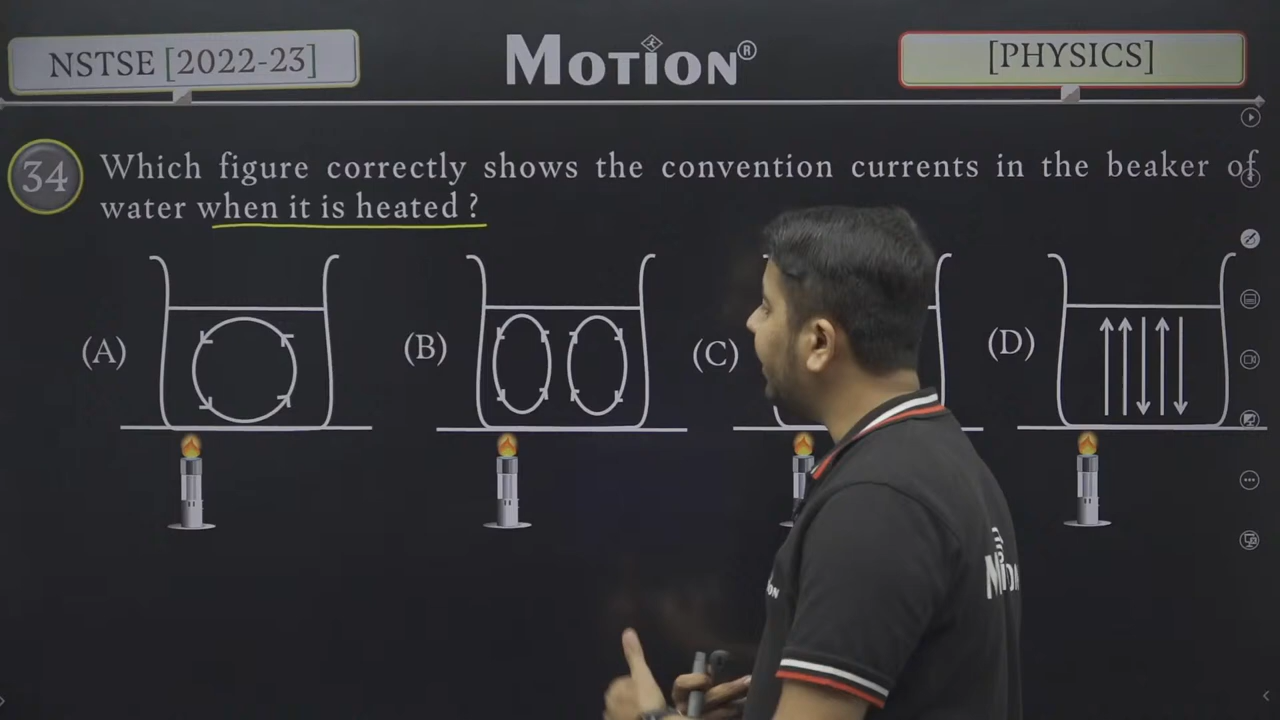 NSTSE [2022-23]
MOTION®
[PHYSICS]
34
Which figure correctly shows the convention currents in the beaker of
water when it is heated ?
(A)
(B)
(C)
(D)